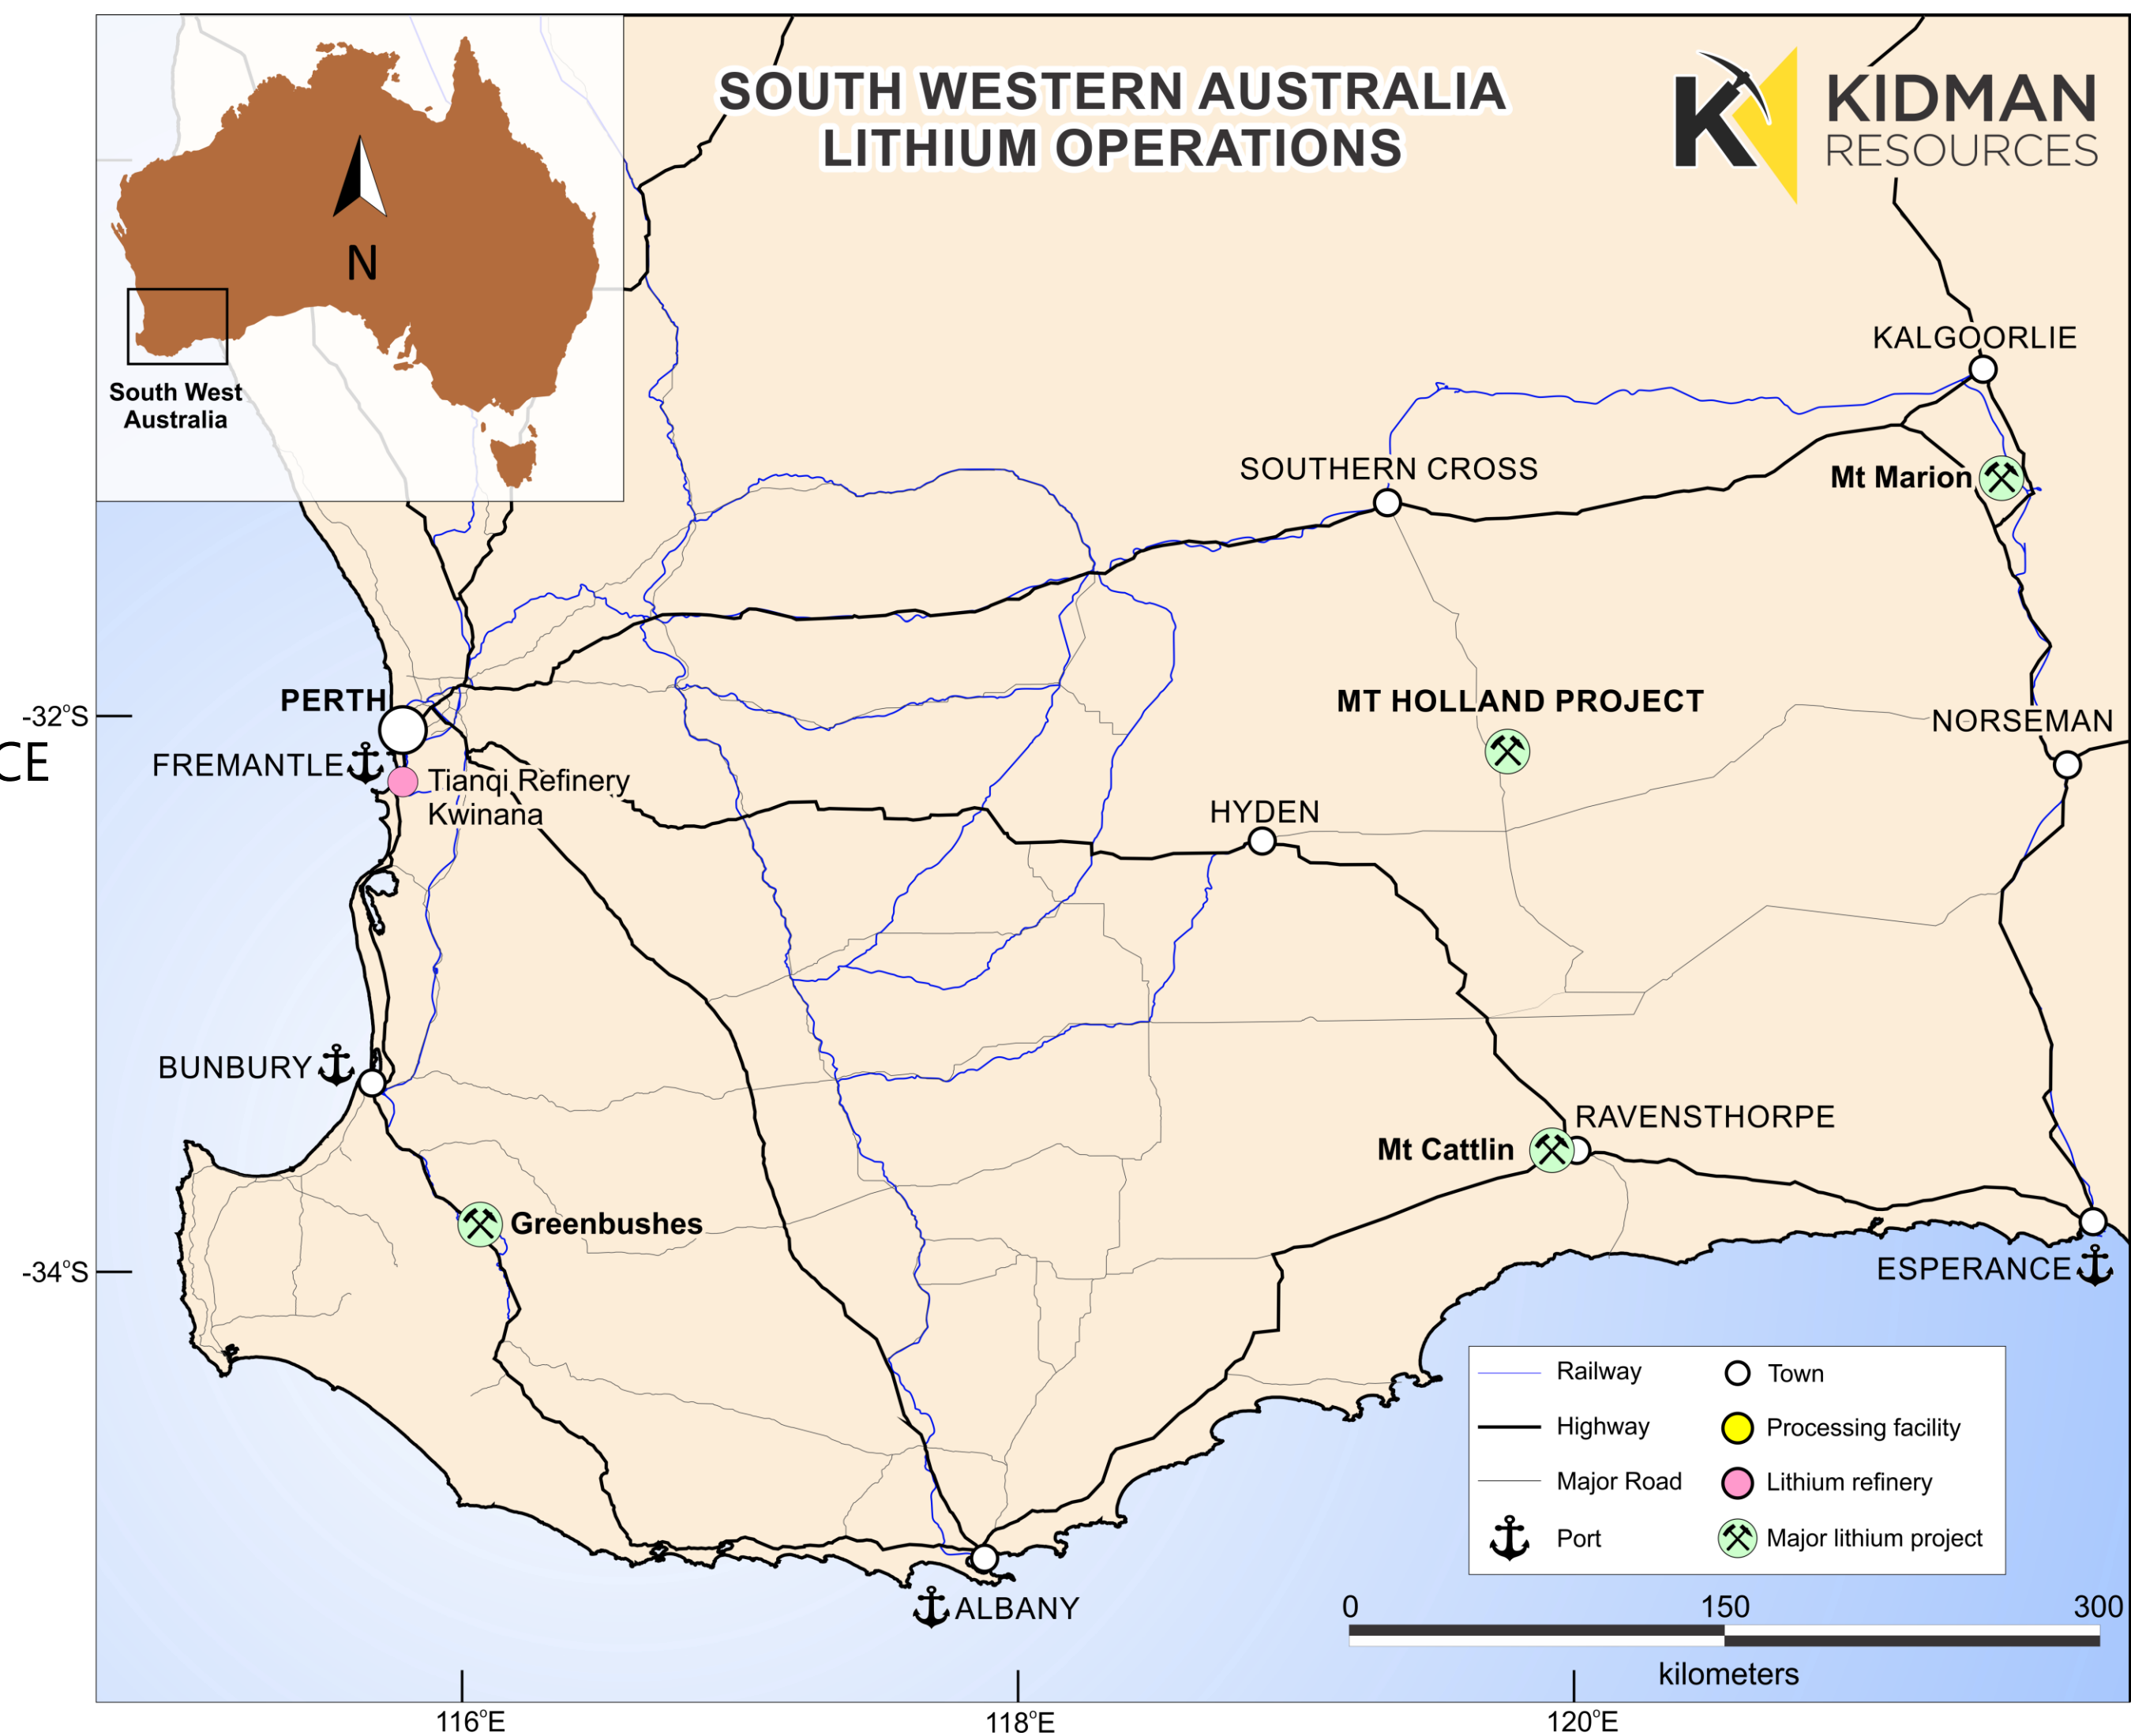 SOUTH WESTERN AUSTRALIA
LITHIUM OPERATIONS
KIDMAN
RESOURCES
N
South West
Australia
KALGOORLIE
SOUTHERN CROSS
Mt Marion
PERTH
MT HOLLAND PROJECT
-32°S
NORSEMAN
CE
FREMANTLE
Tianqi Refinery
Kwinana
HYDEN
BUNBURY
RAVENSTHORPE
Mt Cattlin
Greenbushes
-34°S
ESPERANCE
Railway
Town
Highway
Processing facility
Major Road
Lithium refinery
Port
Major lithium project
ALBANY
0 150 300
kilometers
116°E 118°E 120°E